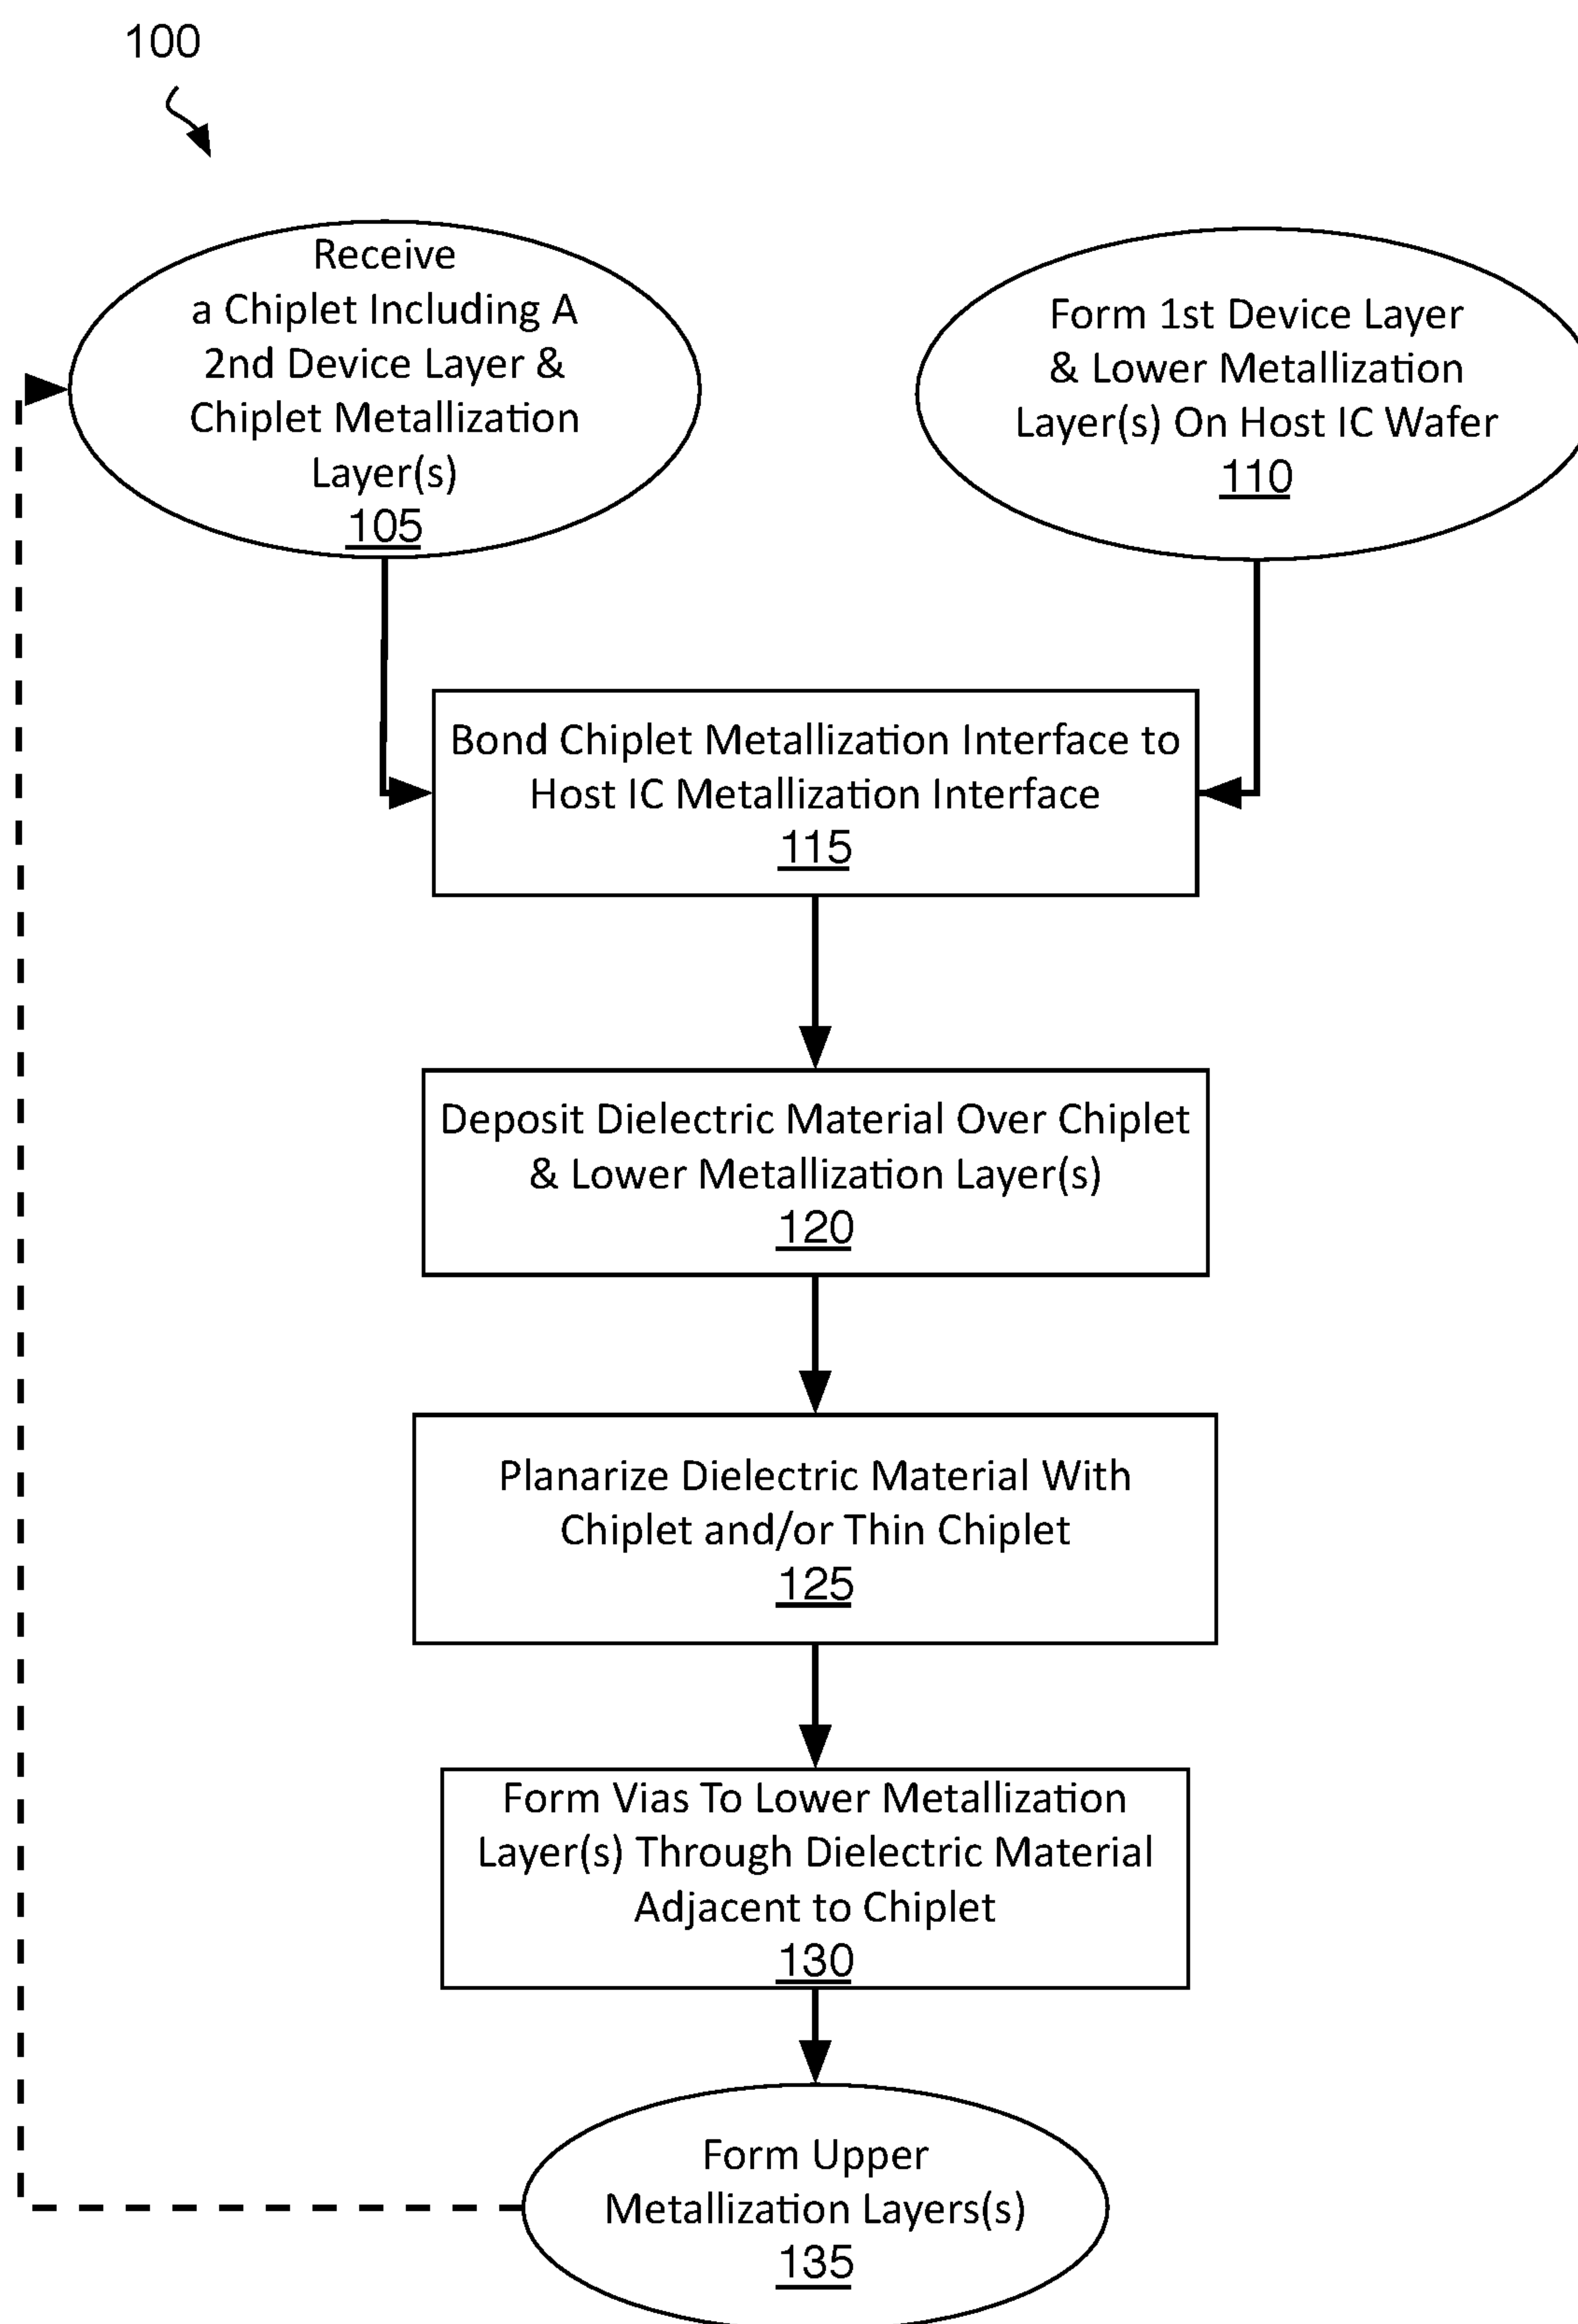 100
Receive
a Chiplet Including A
2nd Device Layer &
Chiplet Metallization
Layer(s)
105
Form 1st Device Layer
& Lower Metallization
Layer(s) On Host IC Wafer
110
Bond Chiplet Metallization Interface to
Host IC Metallization Interface
115
Deposit Dielectric Material Over Chiplet
& Lower Metallization Layer(s)
120
Planarize Dielectric Material With
Chiplet and/or Thin Chiplet
125
Form Vias To Lower Metallization
Layer(s) Through Dielectric Material
Adjacent to Chiplet
130
Form Upper
Metallization Layers(s)
135